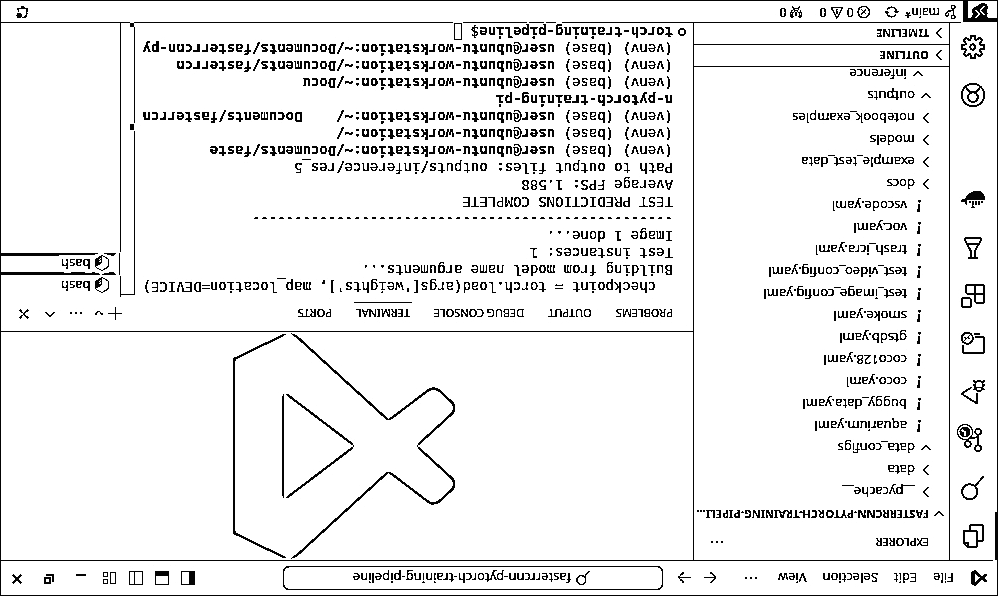 File Edit Selection View ...
fasterrcnn-pytorch-training-pipeline
EXPLORER ...
FASTERRCNN-PYTORCH-TRAINING-PIPELI...
__pycache__
data
data_configs
! aquarium.yaml
! buggy_data.yaml
! coco.yaml
! coco128.yaml
! gtsdb.yaml
! smoke.yaml
! test_image_config.yaml
! test_video_config.yaml
! trash_icra.yaml
! voc.yaml
! vscode.yaml
docs
example_test_data
models
notebook_examples
outputs
inference
OUTLINE
TIMELINE
PROBLEMS OUTPUT DEBUG CONSOLE TERMINAL PORTS
checkpoint = torch.load(args['weights'], map_location=DEVICE)
Building from model name arguments...
Test instances: 1
Image 1 done...
--------------------------------------------------
TEST PREDICTIONS COMPLETE
Average FPS: 1.588
Path to output files: outputs/inference/res_5
(venv) (base) user@ubuntu-workstation:~/Documents/faste
(venv) (base) user@ubuntu-workstation:~/
(venv) (base) user@ubuntu-workstation:~/ Documents/fasterrcn
n-pytorch-training-pi
(venv) (base) user@ubuntu-workstation:~/Docu
(venv) (base) user@ubuntu-workstation:~/Documents/fasterrcn
(venv) (base) user@ubuntu-workstation:~/Documents/fasterrcnn-py
torch-training-pipeline$
bash
bash
main* 0 0 0